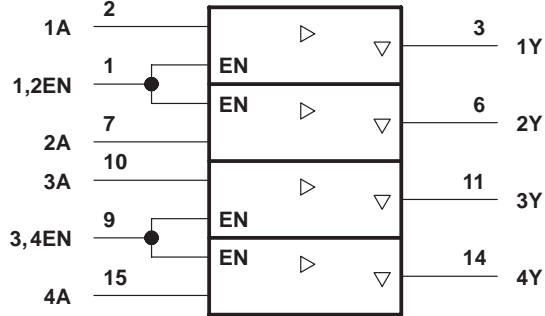 1A 2 3 1Y
1,2EN 1 EN
EN 6 2Y
2A 7
3A 10
11 3Y
3,4EN 9 EN
EN 14 4Y
4A 15